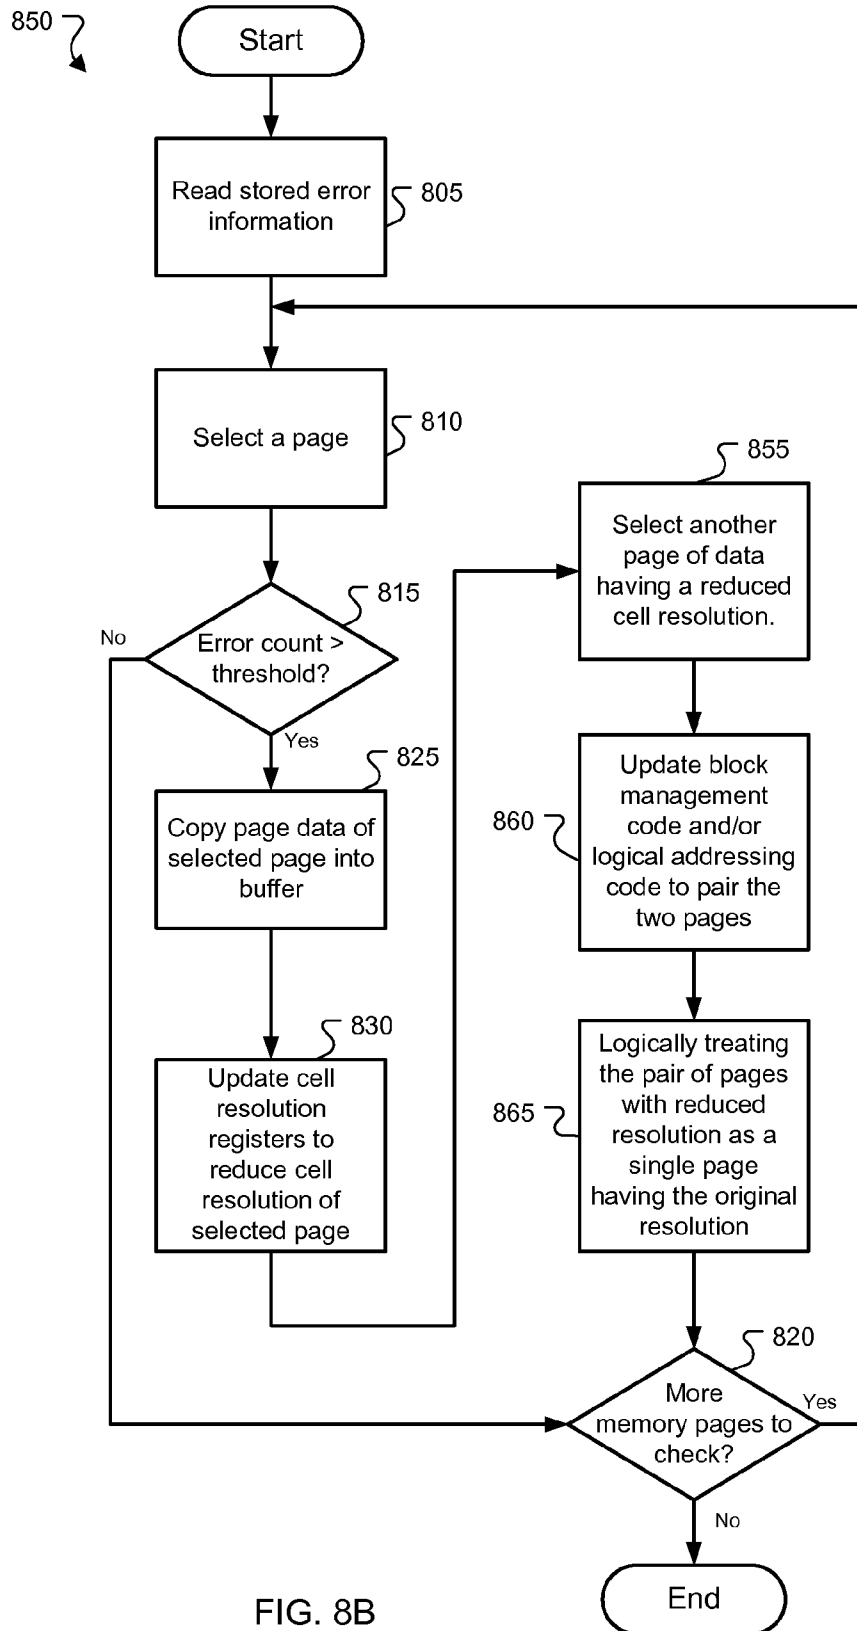 850
Start
Read stored error
information
805
Select a page
810
Error count >
threshold?
815
No
Yes
Copy page data of
selected page into
buffer
825
Update cell
resolution
registers to
reduce cell
resolution of
selected page
830
Select another
page of data
having a reduced
cell resolution.
855
Update block
management
code and/or
logical addressing
code to pair the
two pages
860
Logically treating
the pair of pages
with reduced
resolution as a
single page
having the original
resolution
865
More
memory pages to
check?
820
Yes
No
End
FIG. 8B